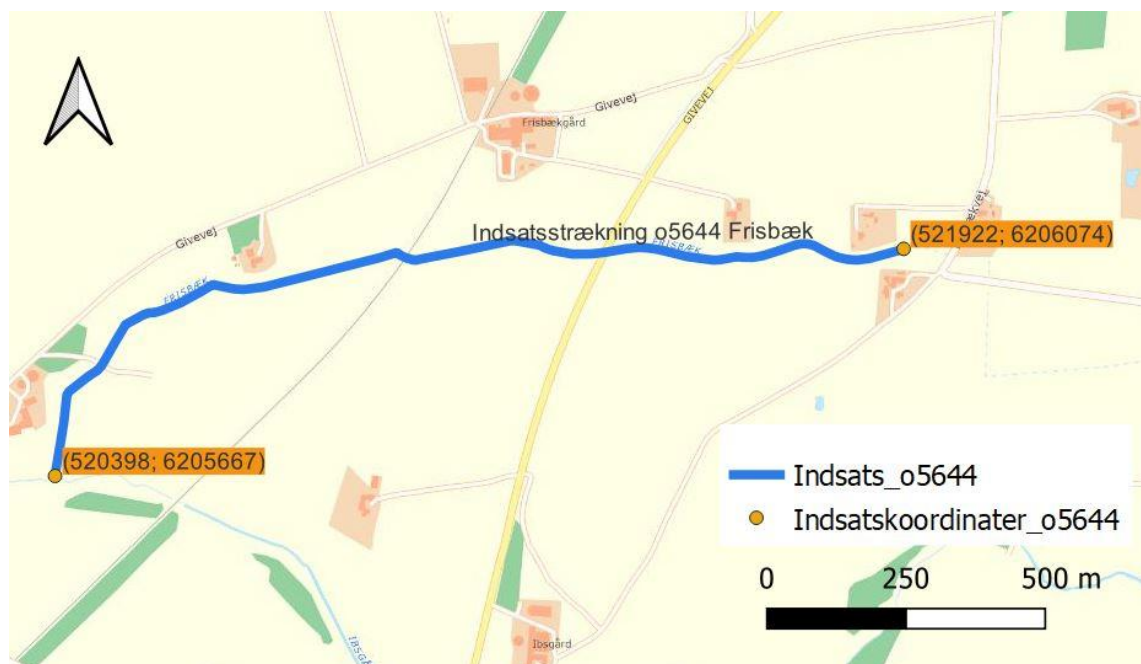 Givevej
GIVEVEJ
Frisbækgård
Givevej
Indsatsstrækning o5644 Frisbæk
FRISBÆK
(521922; 6206074)
FRISBÆK
(520398; 6205667)
Indsats_o5644
Indsatskoordinater_o5644
0 250 500 m
Ibsgård